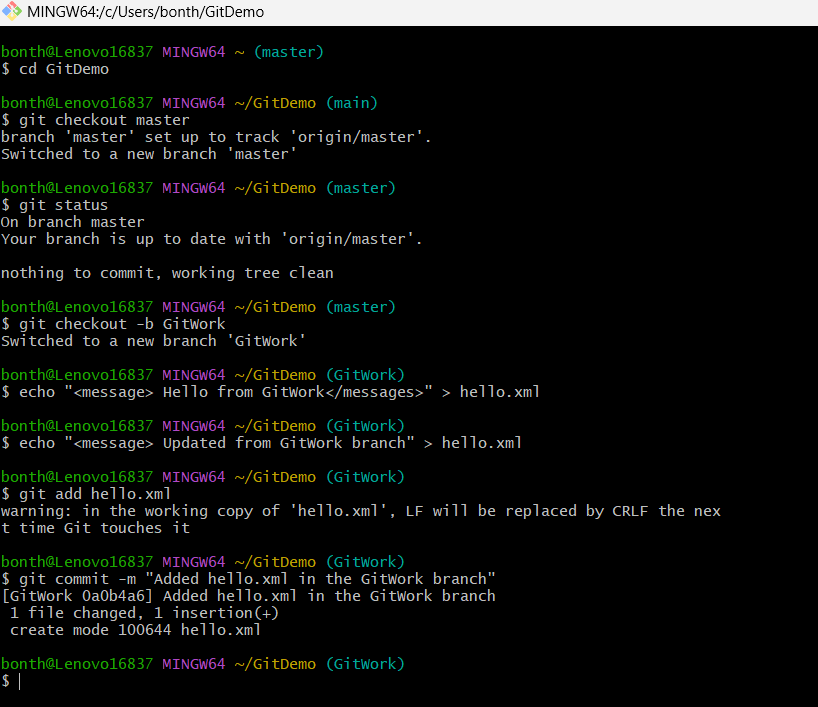 MINGW64:/c/Users/bonth/GitDemo
bonth@Lenovo16837 MINGW64 ~ (master)
$ cd GitDemo
bonth@Lenovo16837 MINGW64 ~/GitDemo (main)
$ git checkout master
branch 'master' set up to track 'origin/master'.
Switched to a new branch 'master'
bonth@Lenovo16837 MINGW64 ~/GitDemo (master)
$ git status
On branch master
Your branch is up to date with 'origin/master'.
nothing to commit, working tree clean
bonth@Lenovo16837 MINGW64 ~/GitDemo (master)
$ git checkout -b GitWork
Switched to a new branch 'GitWork'
bonth@Lenovo16837 MINGW64 ~/GitDemo (GitWork)
$ echo "<message> Hello from GitWork</messages>" > hello.xml
bonth@Lenovo16837 MINGW64 ~/GitDemo (GitWork)
$ echo "<message> Updated from GitWork branch" > hello.xml
bonth@Lenovo16837 MINGW64 ~/GitDemo (GitWork)
$ git add hello.xml
warning: in the working copy of 'hello.xml', LF will be replaced by CRLF the nex
t time Git touches it
bonth@Lenovo16837 MINGW64 ~/GitDemo (GitWork)
$ git commit -m "Added hello.xml in the GitWork branch"
[GitWork 0a0b4a6] Added hello.xml in the GitWork branch
 1 file changed, 1 insertion(+)
 create mode 100644 hello.xml
bonth@Lenovo16837 MINGW64 ~/GitDemo (GitWork)
$